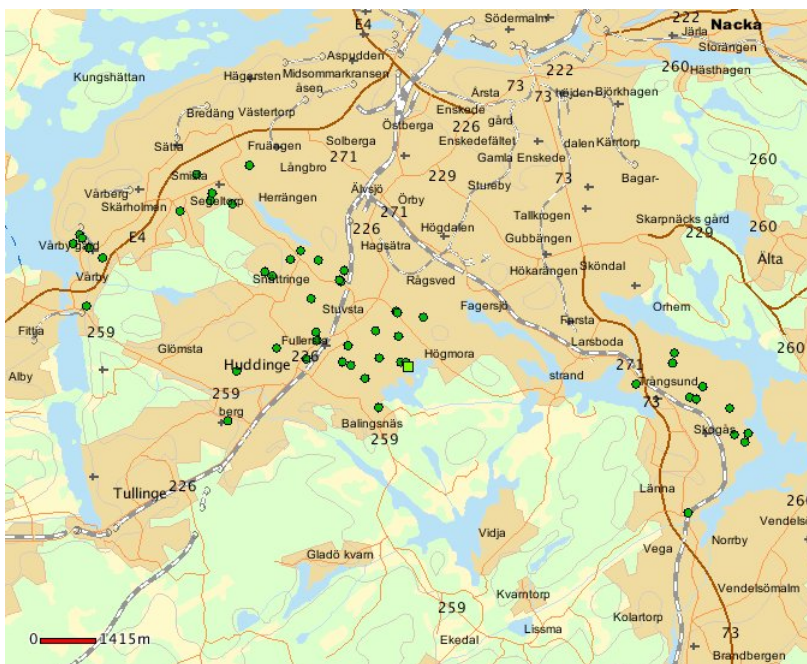 Södermalm
222
Nacka
E4
Järla
Storängen
Aspudden
Kungshättan
Hägersten
Midsommarkransen
åsen
222
260
Hästhagen
73
Årsta
73
höjden
Björkhagen
Bredäng
Västertorp
Östberga
Enskede
gård
226
Sätra
Fruängen
Solberga
271
Enskedefältet
Gamla Enskede
dalen
Kärrtorp
Långbro
260
Smista
229
73
Bagar-
Vårberg
Skärholmen
Segeltorp
Herrängen
Älvsjö
Örby
Stureby
Tallkrogen
Skarpnäcks gård
260
271
226
Högdalen
Gubbängen
229
E4
Vårby gård
Hagsätra
Älta
Vårby
Snättringe
Rågsved
Hökarängen
Sköndal
Stuvsta
Fagersjö
Orhem
Fittja
259
Farsta
Fullersta
Larsboda
Glömsta
226
Högmora
260
Alby
Huddinge
271
Trångsund
strand
259
73
berg
Balingsnäs
Skogås
259
Tullinge
226
Länna
260
Vidja
Vendelsö
Gladö kvarn
Vega
Norrby
Kvarntorp
Vendelsömalm
259
Kolartorp
Lissma
0
1415m
Ekedal
73
Brandbergen